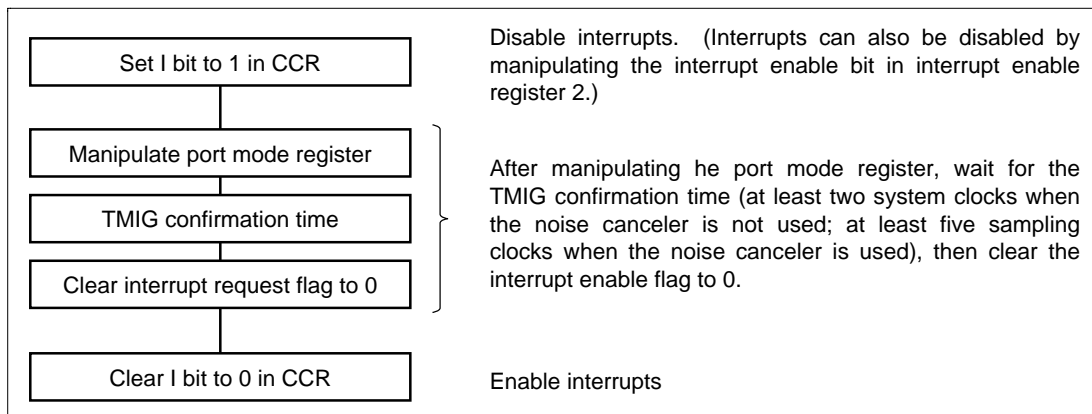 Set I bit to 1 in CCR
Disable interrupts. (Interrupts can also be disabled by
manipulating the interrupt enable bit in interrupt enable
register 2.)
Manipulate port mode register
TMIG confirmation time
Clear interrupt request flag to 0
After manipulating he port mode register, wait for the
TMIG confirmation time (at least two system clocks when
the noise canceler is not used; at least five sampling
clocks when the noise canceler is used), then clear the
interrupt enable flag to 0.
Clear I bit to 0 in CCR
Enable interrupts